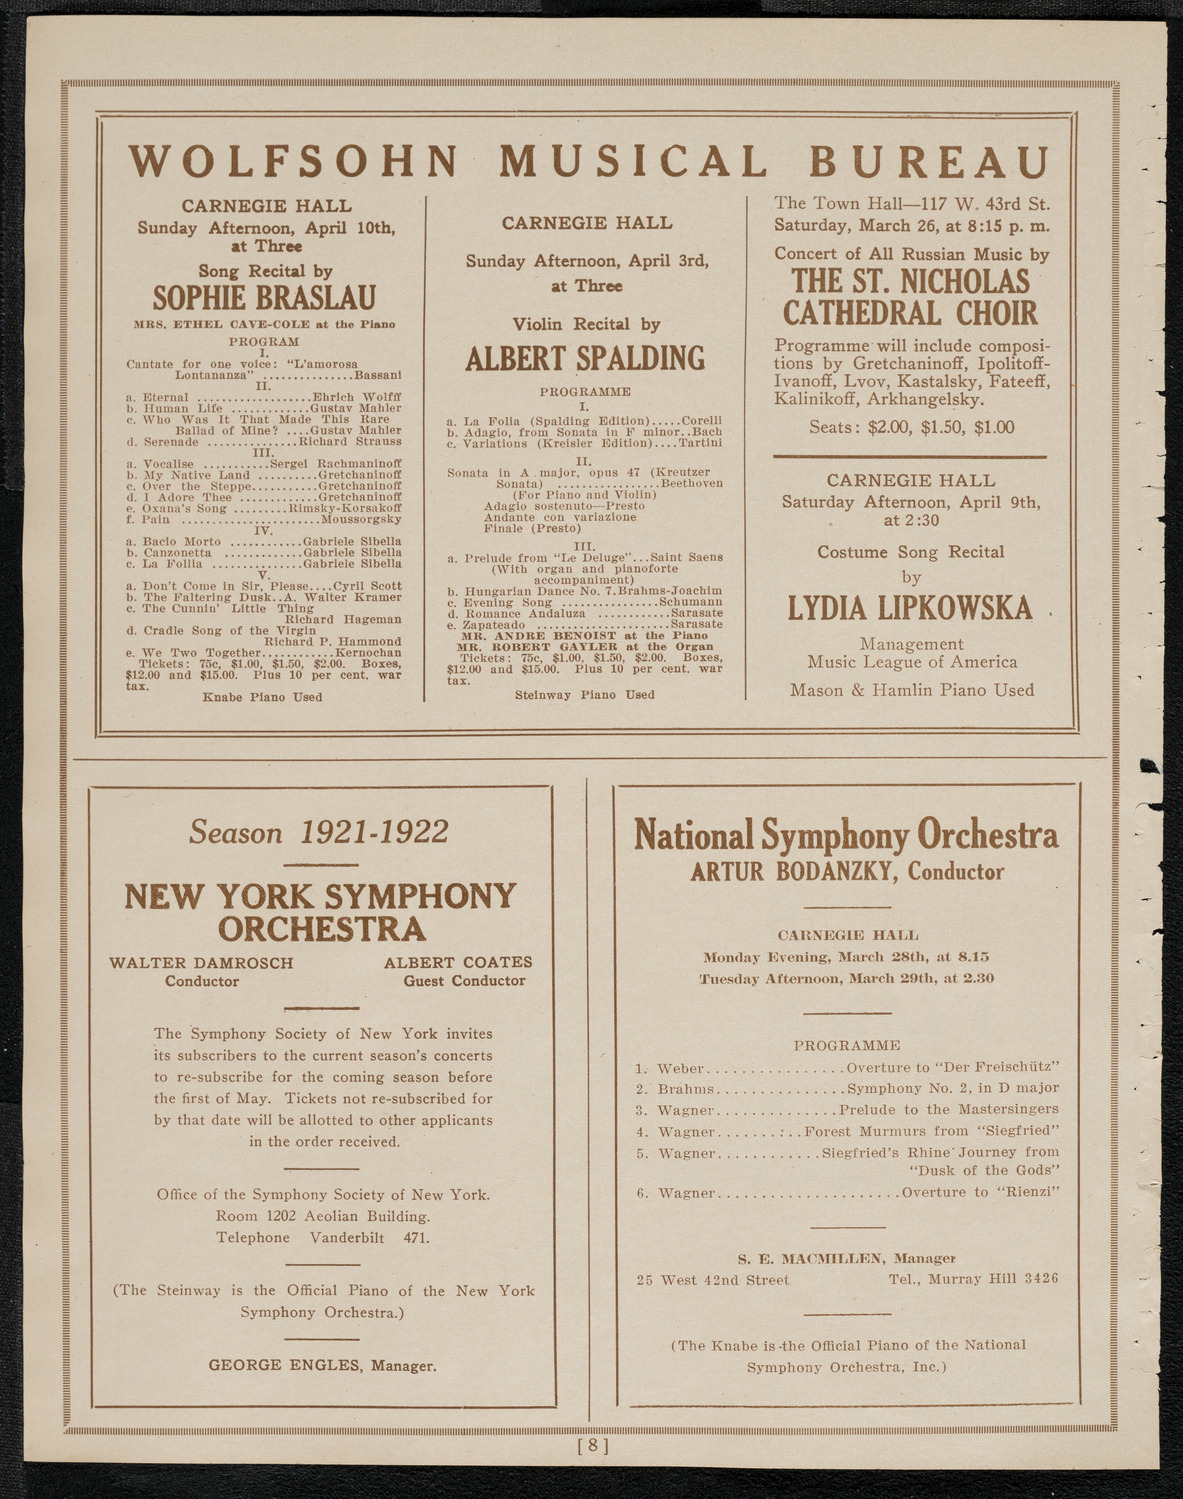 WOLFSOHN MUSICAL BUREAU
CARNEGIE HALL
Sunday Afternoon, April 10th,
at Three
Song Recital by
SOPHIE BRASLAU
MRS. ETHEL CAVE-COLE at the Piano
PROGRAM
I.
Cantate for one voice: "L'amorosa
Lontananza" ..............Bassani
II.
a. Eternal ..................Ehrich Wolff
b. Human Life ............Gustav Mahler
c. Who Was It That Made This Rare
Ballad of Mine? ....Gustav Mahler
d. Serenade ..............Richard Strauss
III.
a. Vocalise ..........Sergei Rachmaninoff
b. My Native Land ..........Gretchaninoff
c. Over the Steppe..........Gretchaninoff
d. I Adore Thee ............Gretchaninoff
e. Oxana's Song .........Rimsky-Korsakoff
f. Pain .....................Moussorgsky
IV.
a. Bacio Morto ...........Gabriele Sibella
b. Canzonetta ............Gabriele Sibella
c. La Follia ..............Gabriele Sibella
V.
a. Don't Come in Sir, Please....Cyril Scott
b. The Faltering Dusk..A. Walter Kramer
c. The Cunnin' Little Thing
Richard Hageman
d. Cradle Song of the Virgin
Richard P. Hammond
e. We Two Together...........Kernochan
Tickets: 75c, $1.00, $1.50, $2.00. Boxes,
$12.00 and $15.00. Plus 10 per cent. war
tax.
Knabe Piano Used
CARNEGIE HALL
Sunday Afternoon, April 3rd,
at Three
Violin Recital by
ALBERT SPALDING
PROGRAMME
I.
a. La Folia (Spalding Edition).....Corelli
b. Adagio, from Sonata in F minor..Bach
c. Variations (Kreisler Edition)....Tartini
II.
Sonata in A major, opus 47 (Kreutzer
Sonata) ................Beethoven
(For Piano and Violin)
Adagio sostenuto—Presto
Andante con variazione
Finale (Presto)
III.
a. Prelude from "Le Deluge"...Saint Saens
(With organ and pianoforte
accompaniment)
b. Hungarian Dance No. 7.Brahms-Joachim
c. Evening Song ...............Schumann
d. Romance Andaluza ...........Sarasate
e. Zapateado ....................Sarasate
MR. ANDRE BENOIST at the Piano
MR. ROBERT GAYLER at the Organ
Tickets: 75c, $1.00, $1.50, $2.00. Boxes,
$12.00 and $15.00. Plus 10 per cent. war
tax.
Steinway Piano Used
The Town Hall—117 W. 43rd St.
Saturday, March 26, at 8:15 p. m.
Concert of All Russian Music by
THE ST. NICHOLAS
CATHEDRAL CHOIR
Programme will include composi-
tions by Gretchaninoff, Ipolitoff-
Ivanoff, Lvov, Kastalsky, Fateeff,
Kalinikoff, Arkhangelsky.
Seats: $2.00, $1.50, $1.00
CARNEGIE HALL
Saturday Afternoon, April 9th,
at 2:30
Costume Song Recital
by
LYDIA LIPKOWSKA
Management
Music League of America
Mason & Hamlin Piano Used
Season 1921-1922
NEW YORK SYMPHONY
ORCHESTRA
WALTER DAMROSCH ALBERT COATES
Conductor Guest Conductor
The Symphony Society of New York invites
its subscribers to the current season's concerts
to re-subscribe for the coming season before
the first of May. Tickets not re-subscribed for
by that date will be allotted to other applicants
in the order received.
Office of the Symphony Society of New York.
Room 1202 Aeolian Building.
Telephone Vanderbilt 471.
(The Steinway is the Official Piano of the New York
Symphony Orchestra.)
GEORGE ENGLES, Manager.
National Symphony Orchestra
ARTUR BODANZKY, Conductor
CARNEGIE HALL
Monday Evening, March 28th, at 8.15
Tuesday Afternoon, March 29th, at 2.30
PROGRAMME
1. Weber................Overture to "Der Freischütz"
2. Brahms...............Symphony No. 2, in D major
3. Wagner..............Prelude to the Mastersingers
4. Wagner..........Forest Murmurs from "Siegfried"
5. Wagner............Siegfried's Rhine Journey from
"Dusk of the Gods"
6. Wagner.....................Overture to "Rienzi"
S. E. MACMILLEN, Manager
25 West 42nd Street Tel., Murray Hill 3426
(The Knabe is the Official Piano of the National
Symphony Orchestra, Inc.)
[ 8 ]